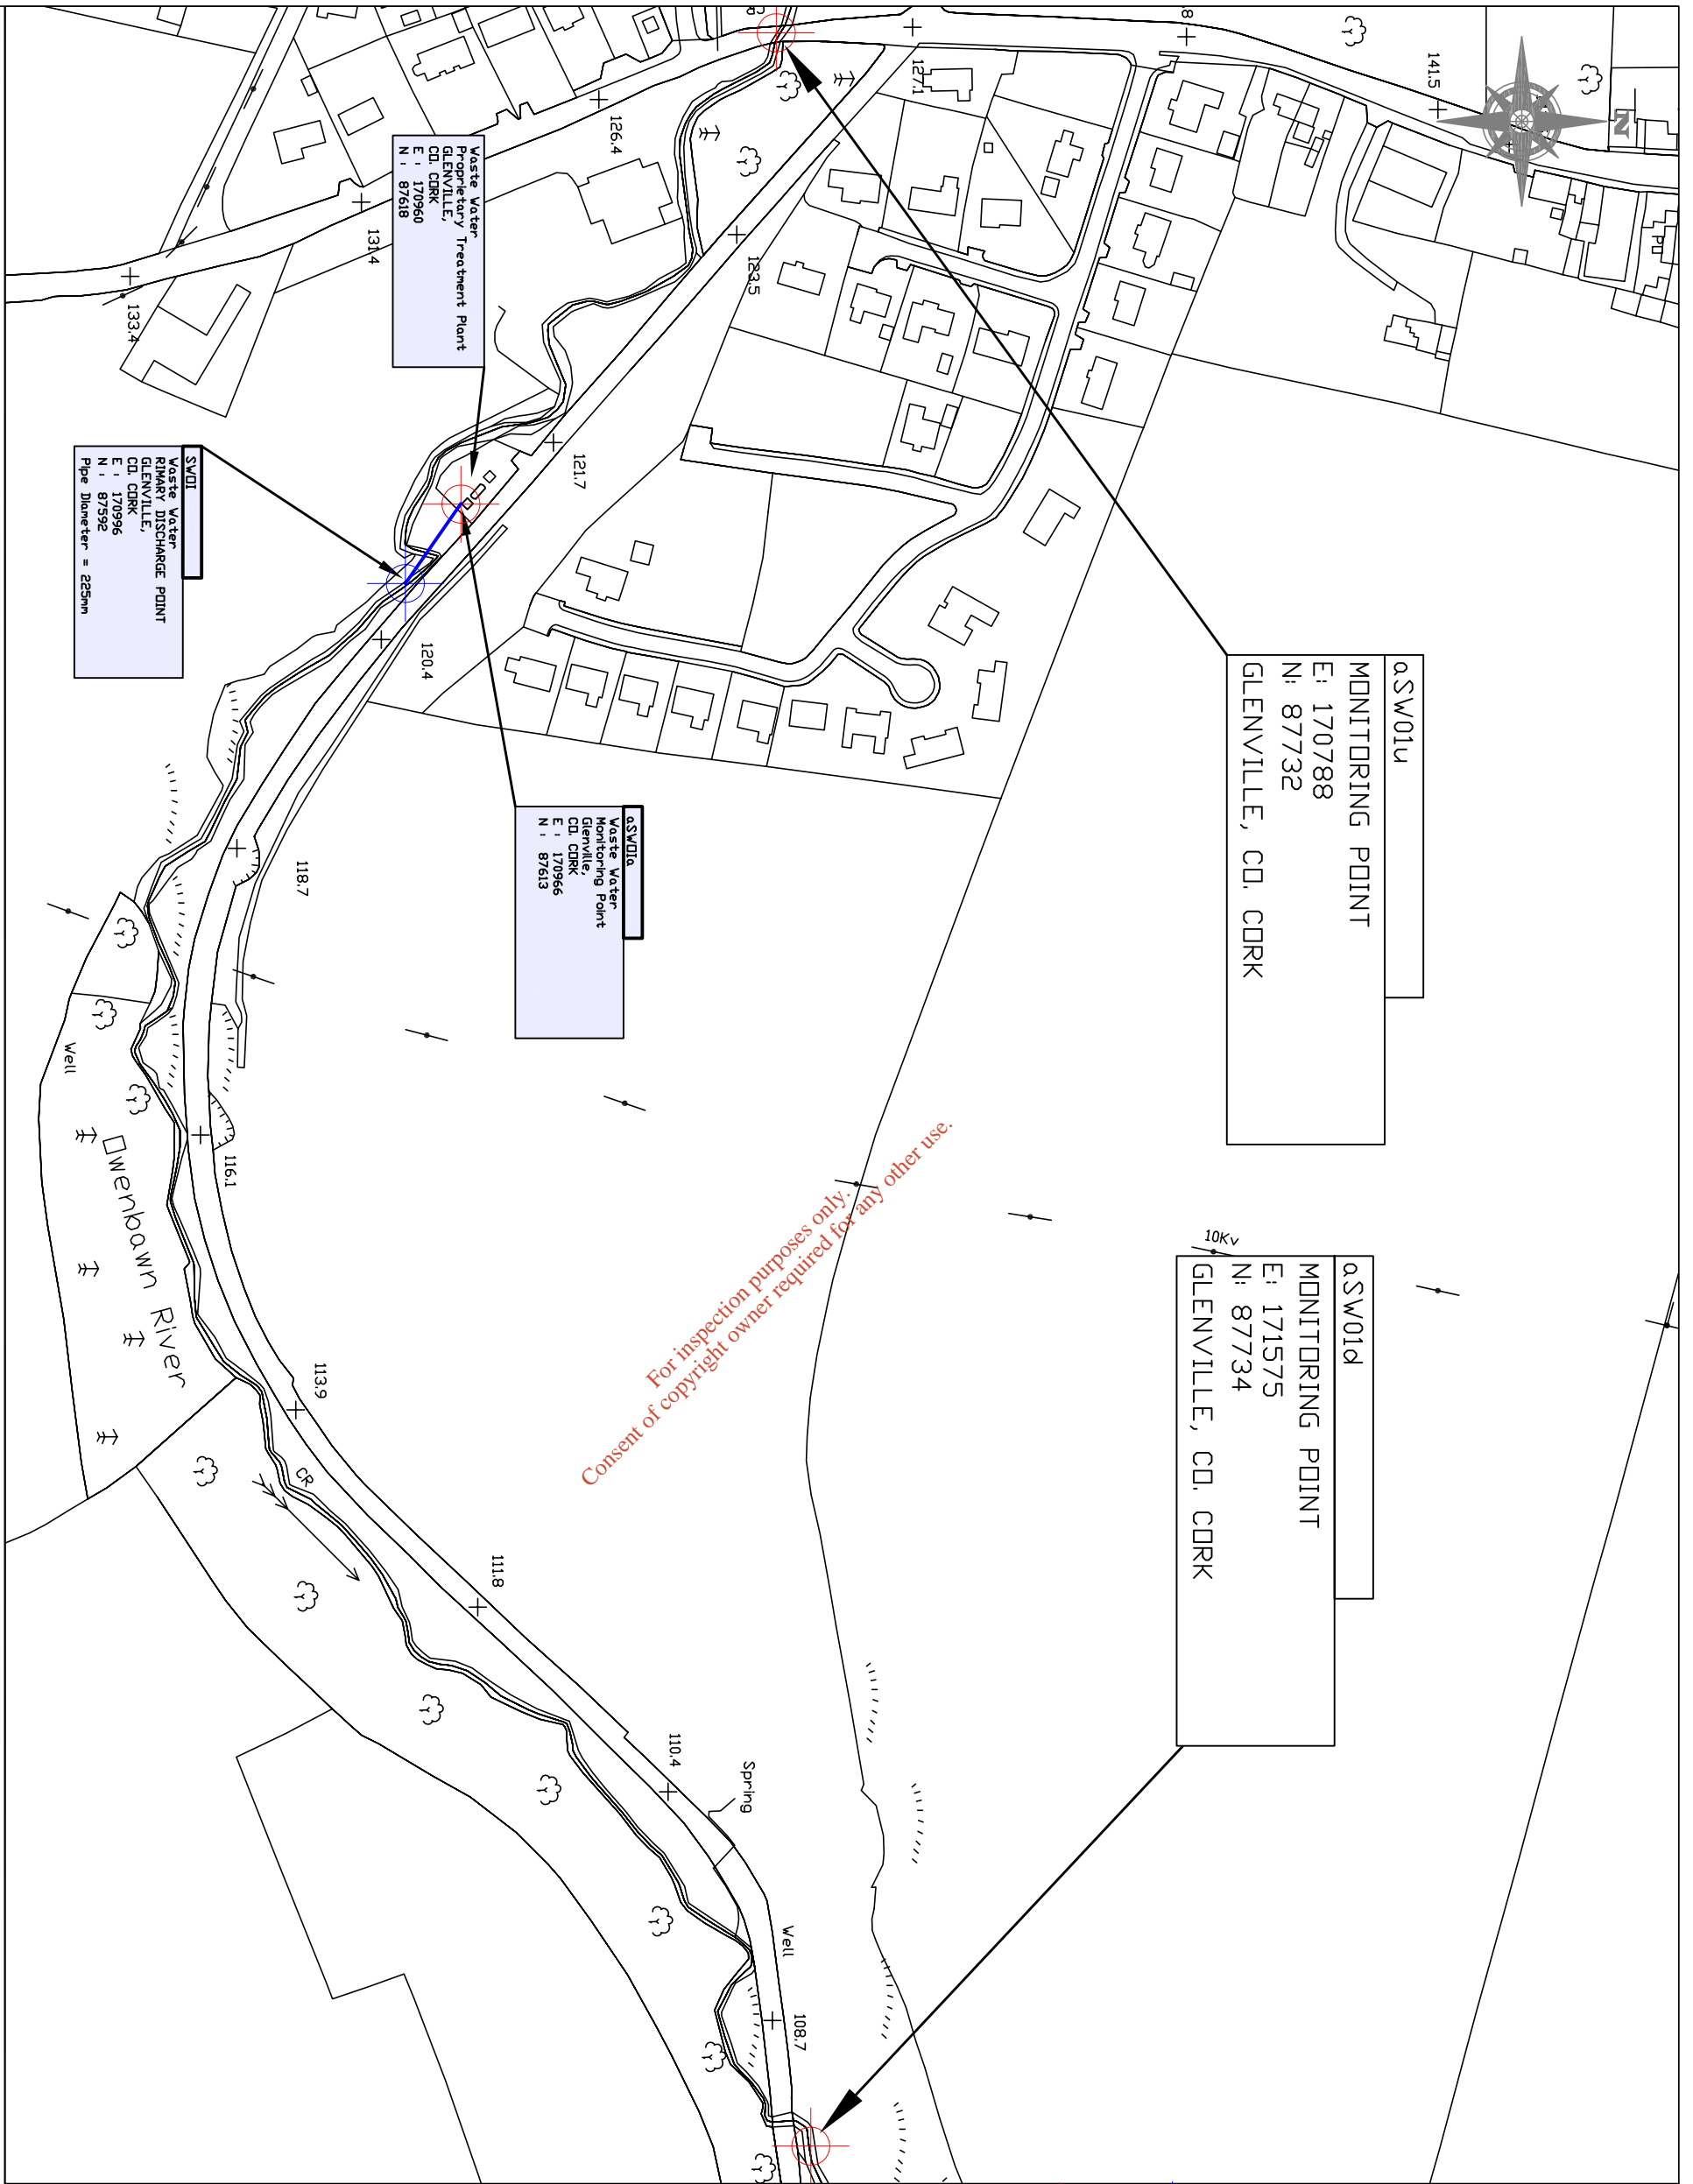 N
141.5
8
127.1
126.4
131.4
133.4
123.5
121.7
120.4
118.7
116.1
113.9
111.8
110.4
108.7
aSW01u
MONITORING POINT
E: 170788
N: 87732
GLENVILLE, CO. CORK
aSW01d
MONITORING POINT
E: 171575
N: 87734
GLENVILLE, CO. CORK
10Kv
Waste Water
Proprietary Treatment Plant
GLENVILLE,
CO. CORK
E : 170960
N : 87618
aSW01a
Waste Water
Monitoring Point
Glenville,
CO. CORK
E : 170966
N : 87613
SW01
Waste Water
RIMARY DISCHARGE POINT
GLENVILLE,
CO. CORK
E : 170996
N : 87592
Pipe Diameter = 225mm
Well
Owenbawn River
CR
Spring
Well
For inspection purposes only.
Consent of copyright owner required for any other use.